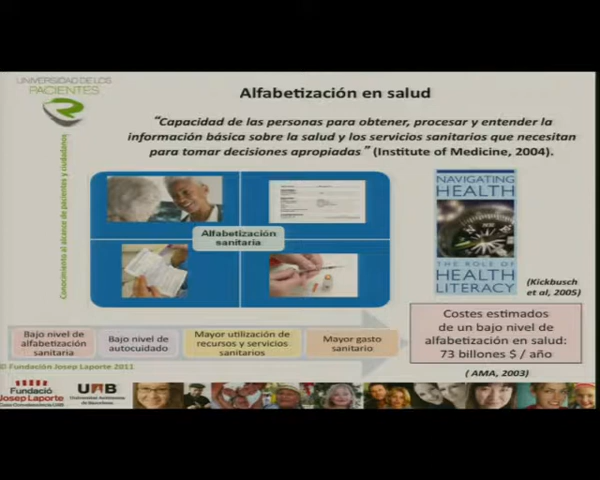 UNIVERSIDAD DE LOS
PACIENTES
Conocimiento al alcance de pacientes y ciudadanos
Alfabetización en salud
"Capacidad de las personas para obtener, procesar y entender la
información básica sobre la salud y los servicios sanitarios que necesitan
para tomar decisiones apropiadas" (Institute of Medicine, 2004).
Alfabetización
sanitaria
NAVIGATING
HEALTH
THE ROLE OF
HEALTH
LITERACY
(Kickbusch
et al, 2005)
Bajo nivel de
alfabetización
sanitaria
Bajo nivel de
autocuidado
Mayor utilización de
recursos y servicios
sanitarios
Mayor gasto
sanitario
Costes estimados
de un bajo nivel de
alfabetización en salud:
73 billones $ / año
( AMA, 2003)
© Fundación Josep Laporte 2011
Fundació
Josep Laporte
UAB
Universitat Autònoma
de Barcelona